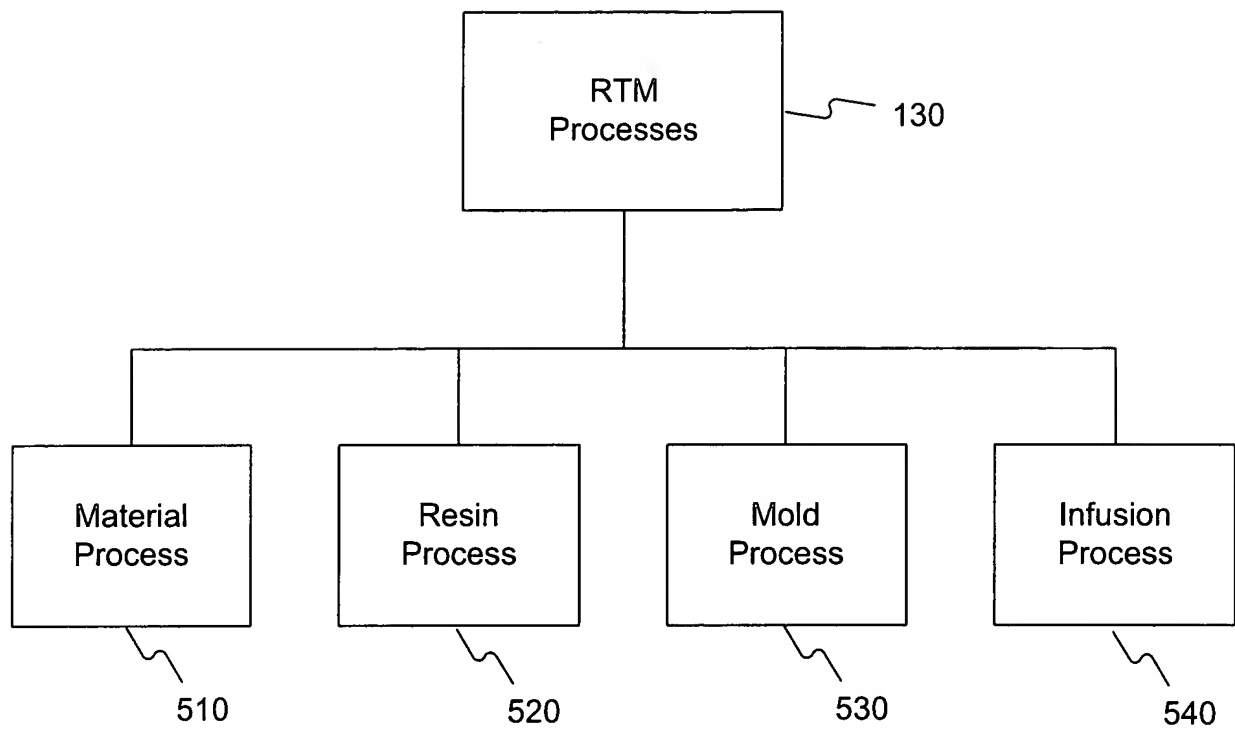 RTM
Processes
130
Material
Process
Resin
Process
Mold
Process
Infusion
Process
510
520
530
540